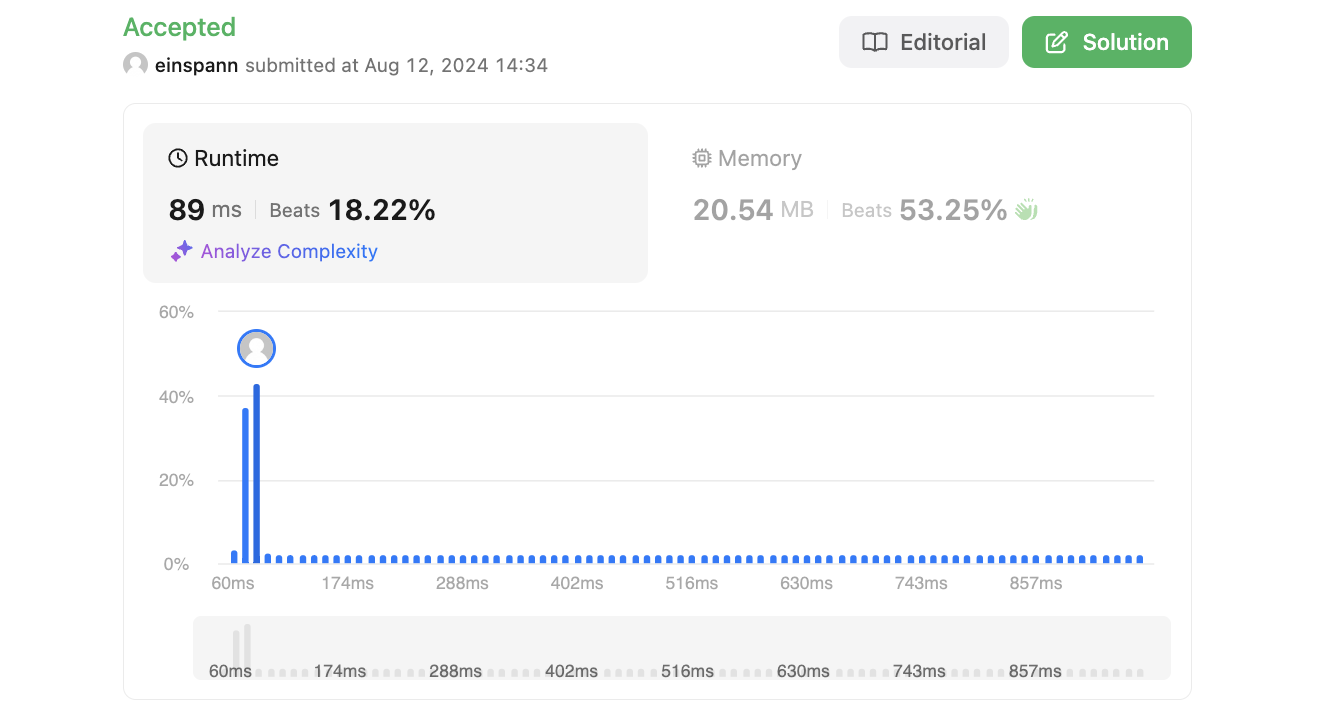 Accepted
einspann submitted at Aug 12, 2024 14:34
Editorial
Solution
Runtime
89 ms Beats 18.22%
Analyze Complexity
Memory
20.54 MB Beats 53.25%
60%
40%
20%
0%
60ms 174ms 288ms 402ms 516ms 630ms 743ms 857ms
60ms 174ms 288ms 402ms 516ms 630ms 743ms 857ms